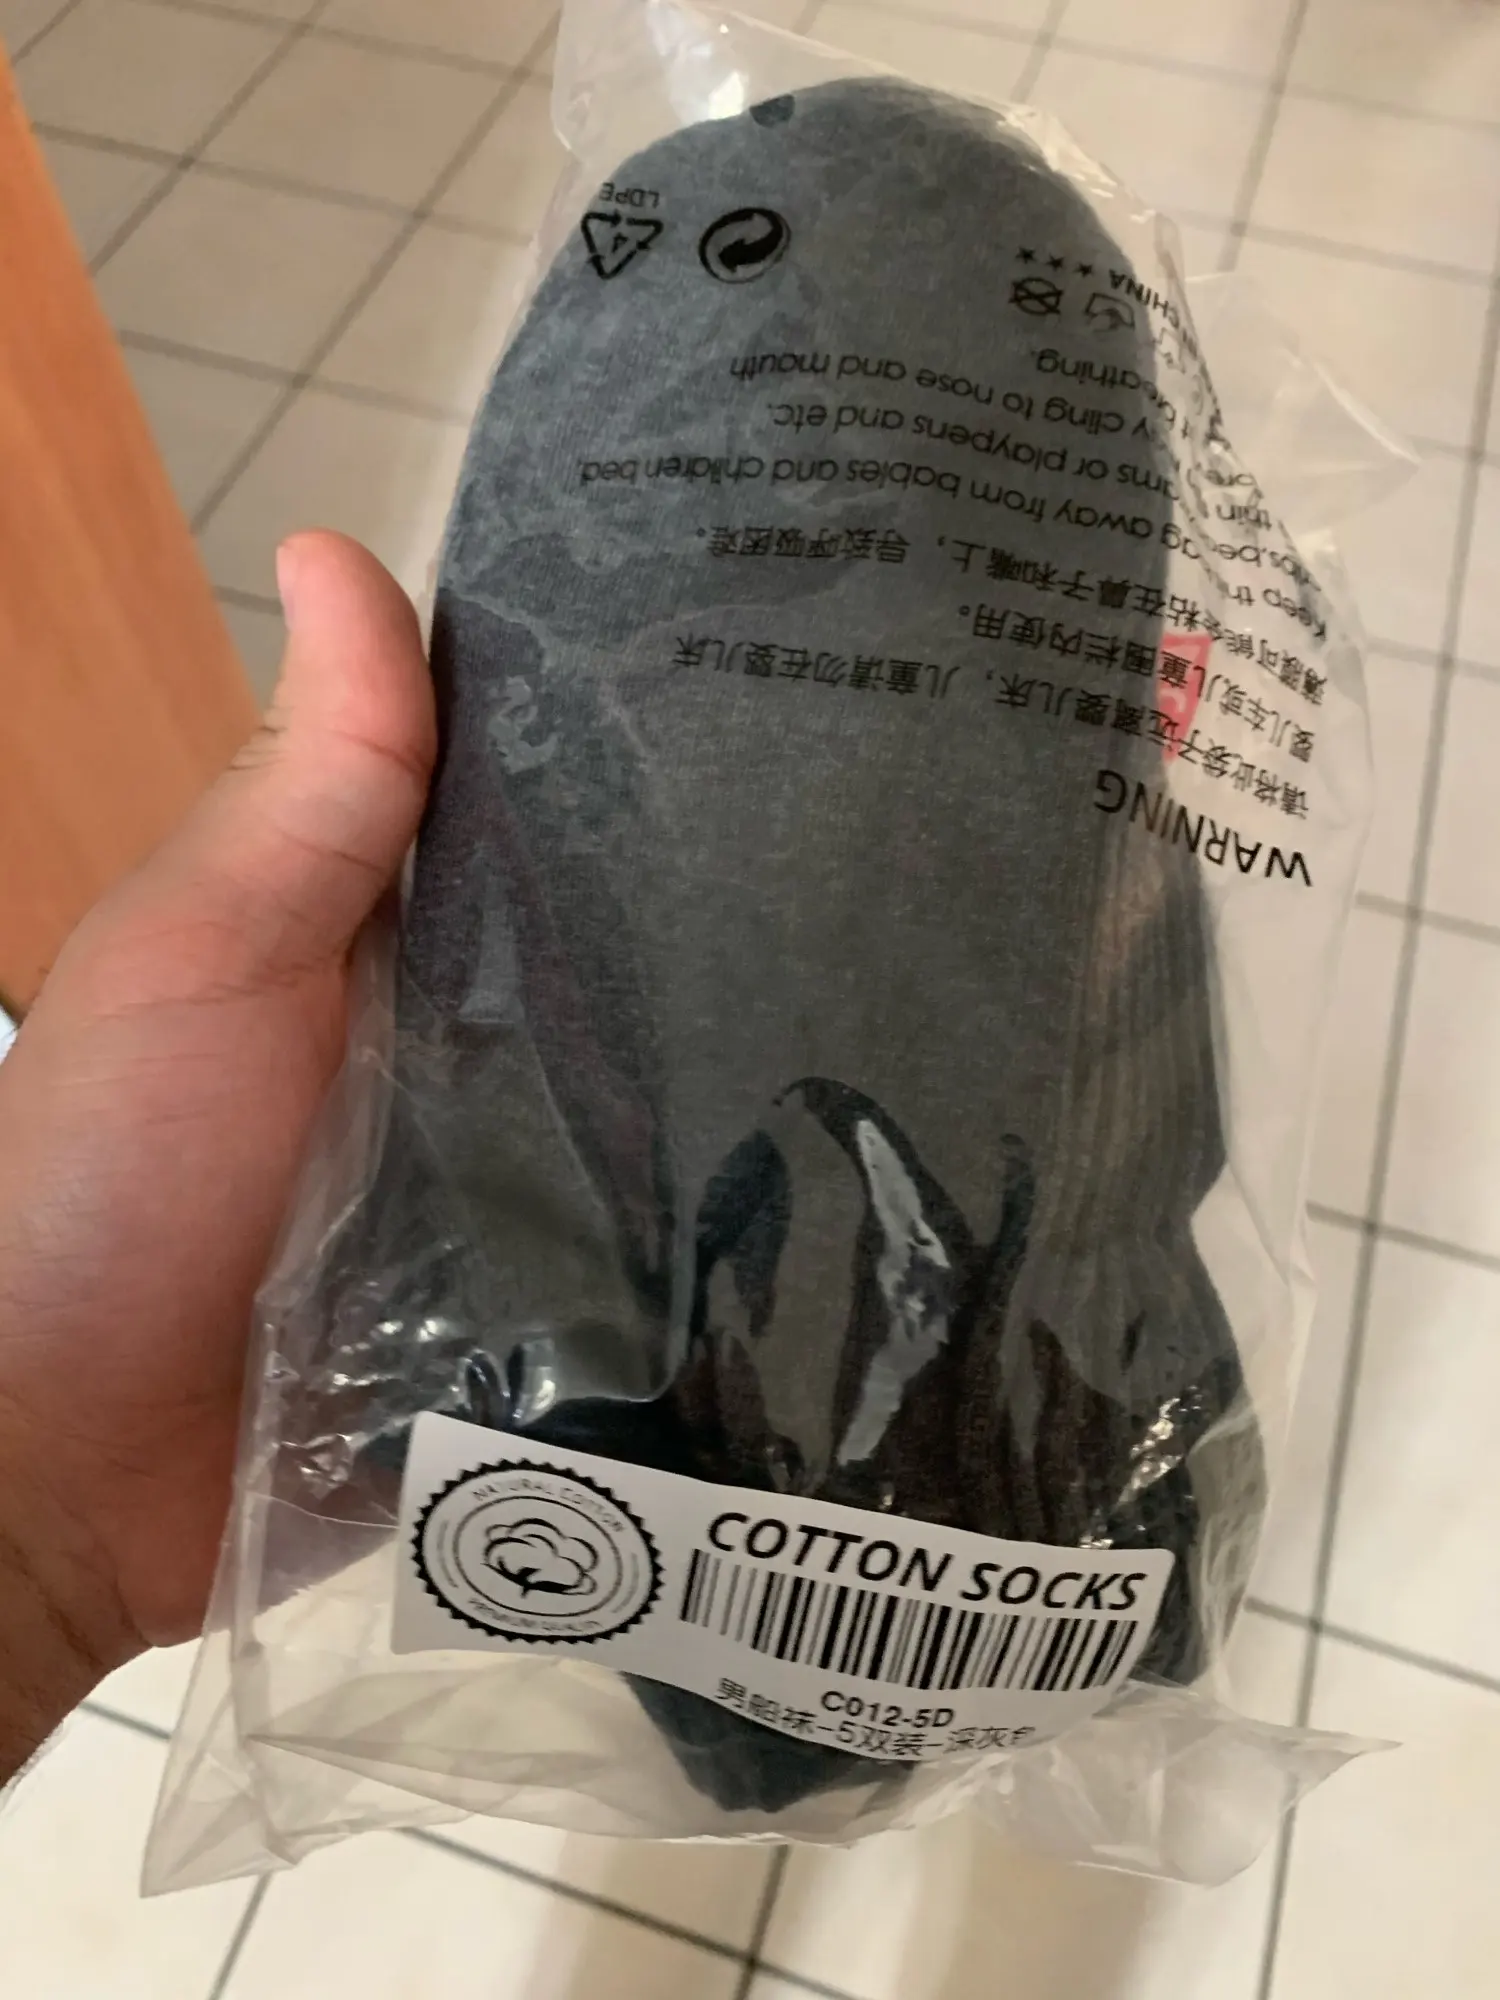 WARNING
请将此袋子远离婴儿床，儿童请勿在婴儿床
婴儿车或儿童围栏内使用。
薄膜可能会粘在鼻子和嘴上，导致呼吸困难。
Keep away from babies and children bed,
or playpens and etc.
thin cling to nose and mouth
breathing.
CHINA ★★★★
4
LDPE
NATURAL COTTON
PREMIUM QUALITY
COTTON SOCKS
C012-5D
男船袜-5双装-深灰色